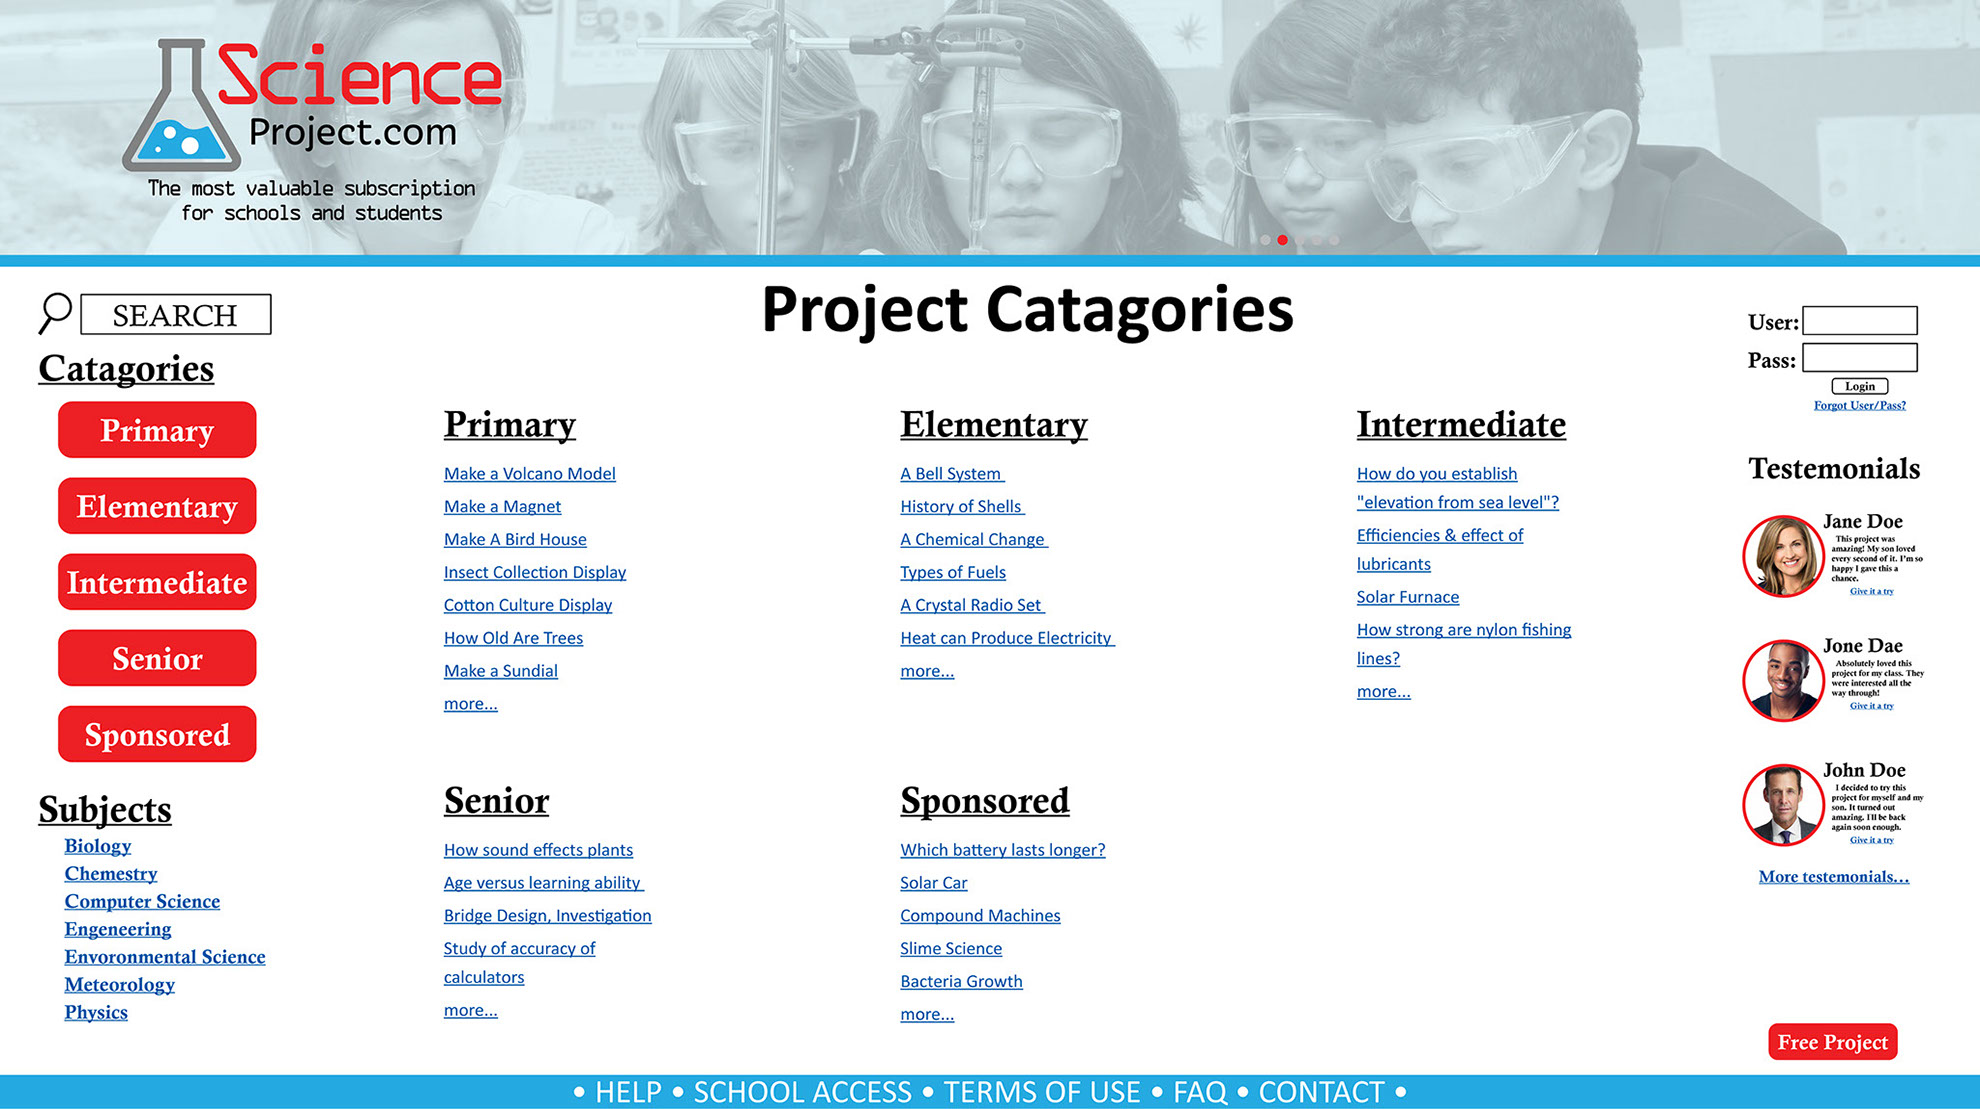 Science
Project.com
The most valuable subscription
for schools and students
SEARCH
Catagories
Primary
Elementary
Intermediate
Senior
Sponsored
Subjects
Biology
Chemestry
Computer Science
Engeneering
Envoronmental Science
Meteorology
Physics
Project Catagories
Primary
Make a Volcano Model
Make a Magnet
Make A Bird House
Insect Collection Display
Cotton Culture Display
How Old Are Trees
Make a Sundial
more...
Elementary
A Bell System
History of Shells
A Chemical Change
Types of Fuels
A Crystal Radio Set
Heat can Produce Electricity
more...
Intermediate
How do you establish
"elevation from sea level"?
Efficiencies & effect of
lubricants
Solar Furnace
How strong are nylon fishing
lines?
more...
Senior
How sound effects plants
Age versus learning ability
Bridge Design, Investigation
Study of accuracy of
calculators
more...
Sponsored
Which battery lasts longer?
Solar Car
Compound Machines
Slime Science
Bacteria Growth
more...
User:
Pass:
Login
Forgot User/Pass?
Testemonials
Jane Doe
This project was
amazing! My son loved
every second of it. I'm so
happy I gave this a
chance.
Give it a try
Jone Dae
Absolutely loved this
project for my class. They
were interested all the
way through!
Give it a try
John Doe
I decided to try this
project for myself and my
son. It turned out
amazing. I'll be back
again soon enough.
Give it a try
More testemonials...
Free Project
• HELP • SCHOOL ACCESS • TERMS OF USE • FAQ • CONTACT •